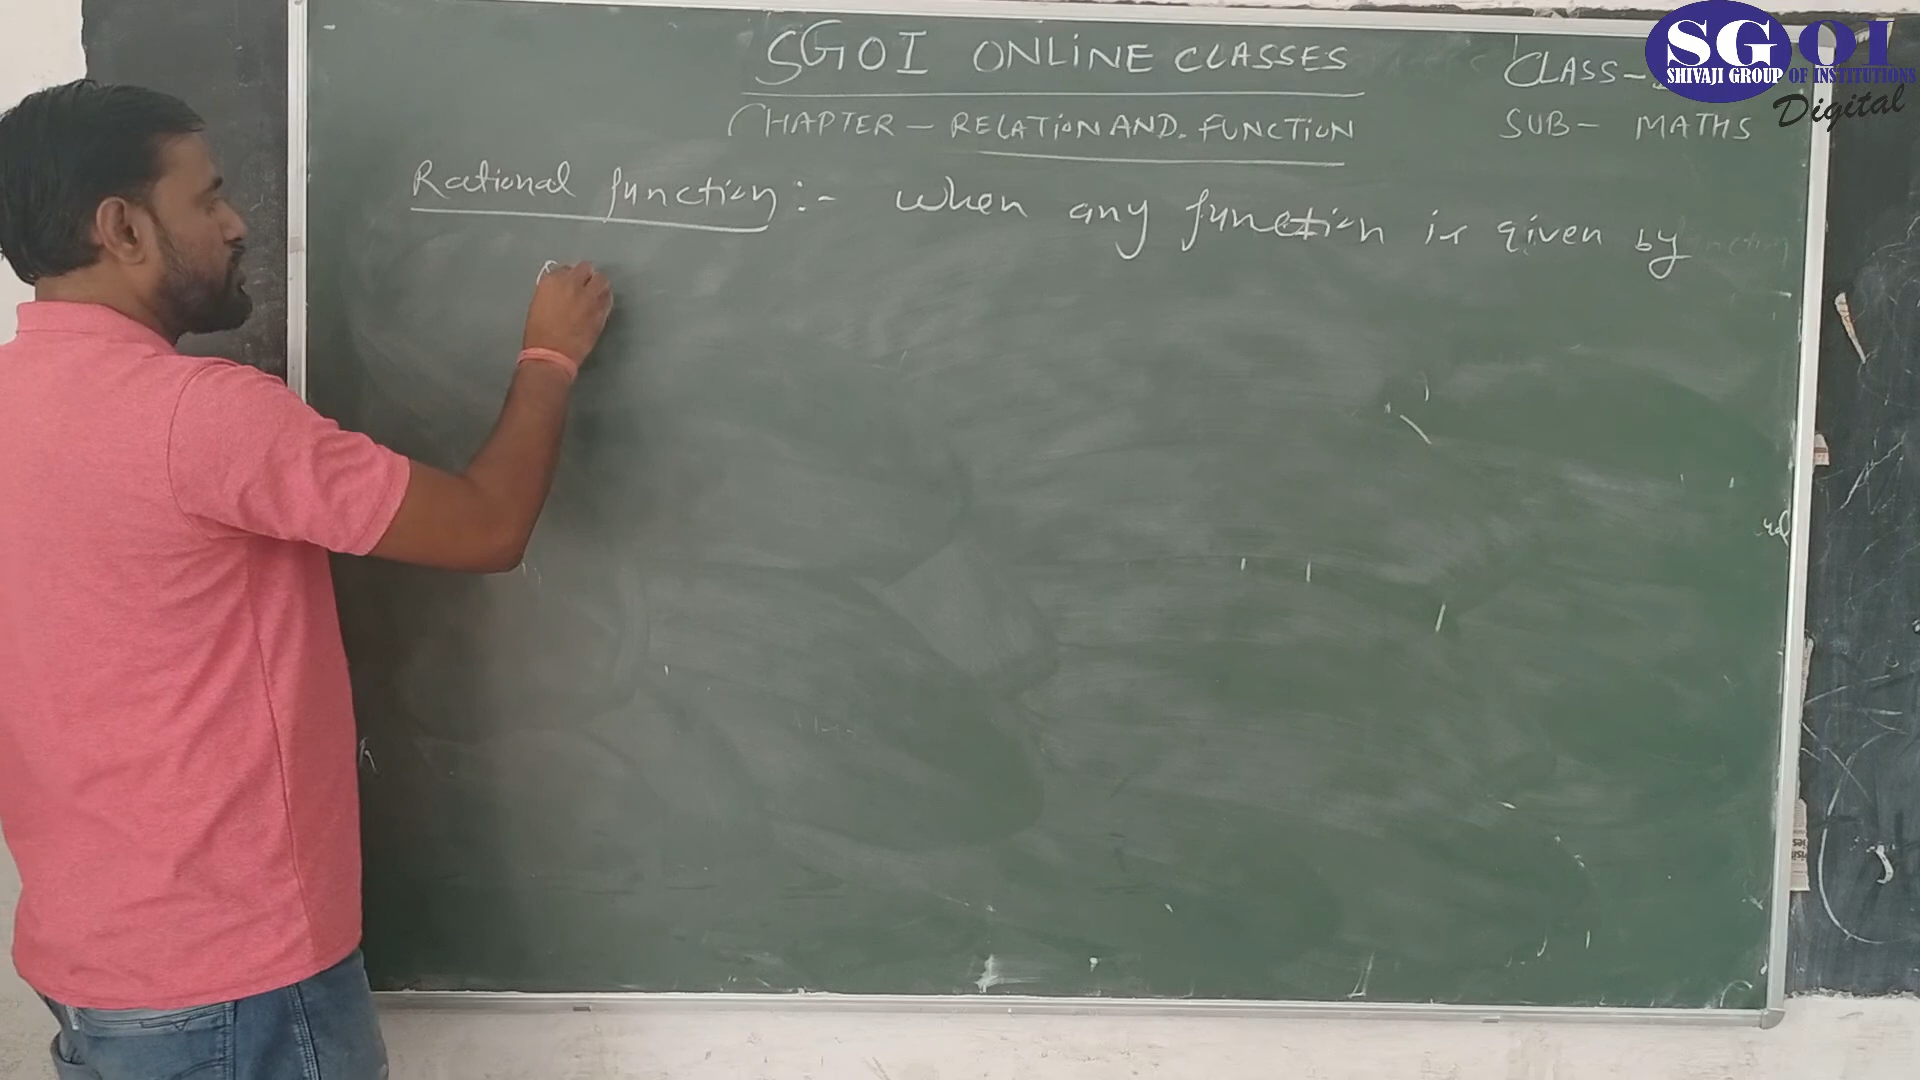 SGOI ONLINE CLASSES
CLASS-
CHAPTER - RELATION AND. FUNCTION
SUB - MATHS
Rational function :- when any function is given by
SGOI
SHIVAJI GROUP OF INSTITUTIONS
Digital